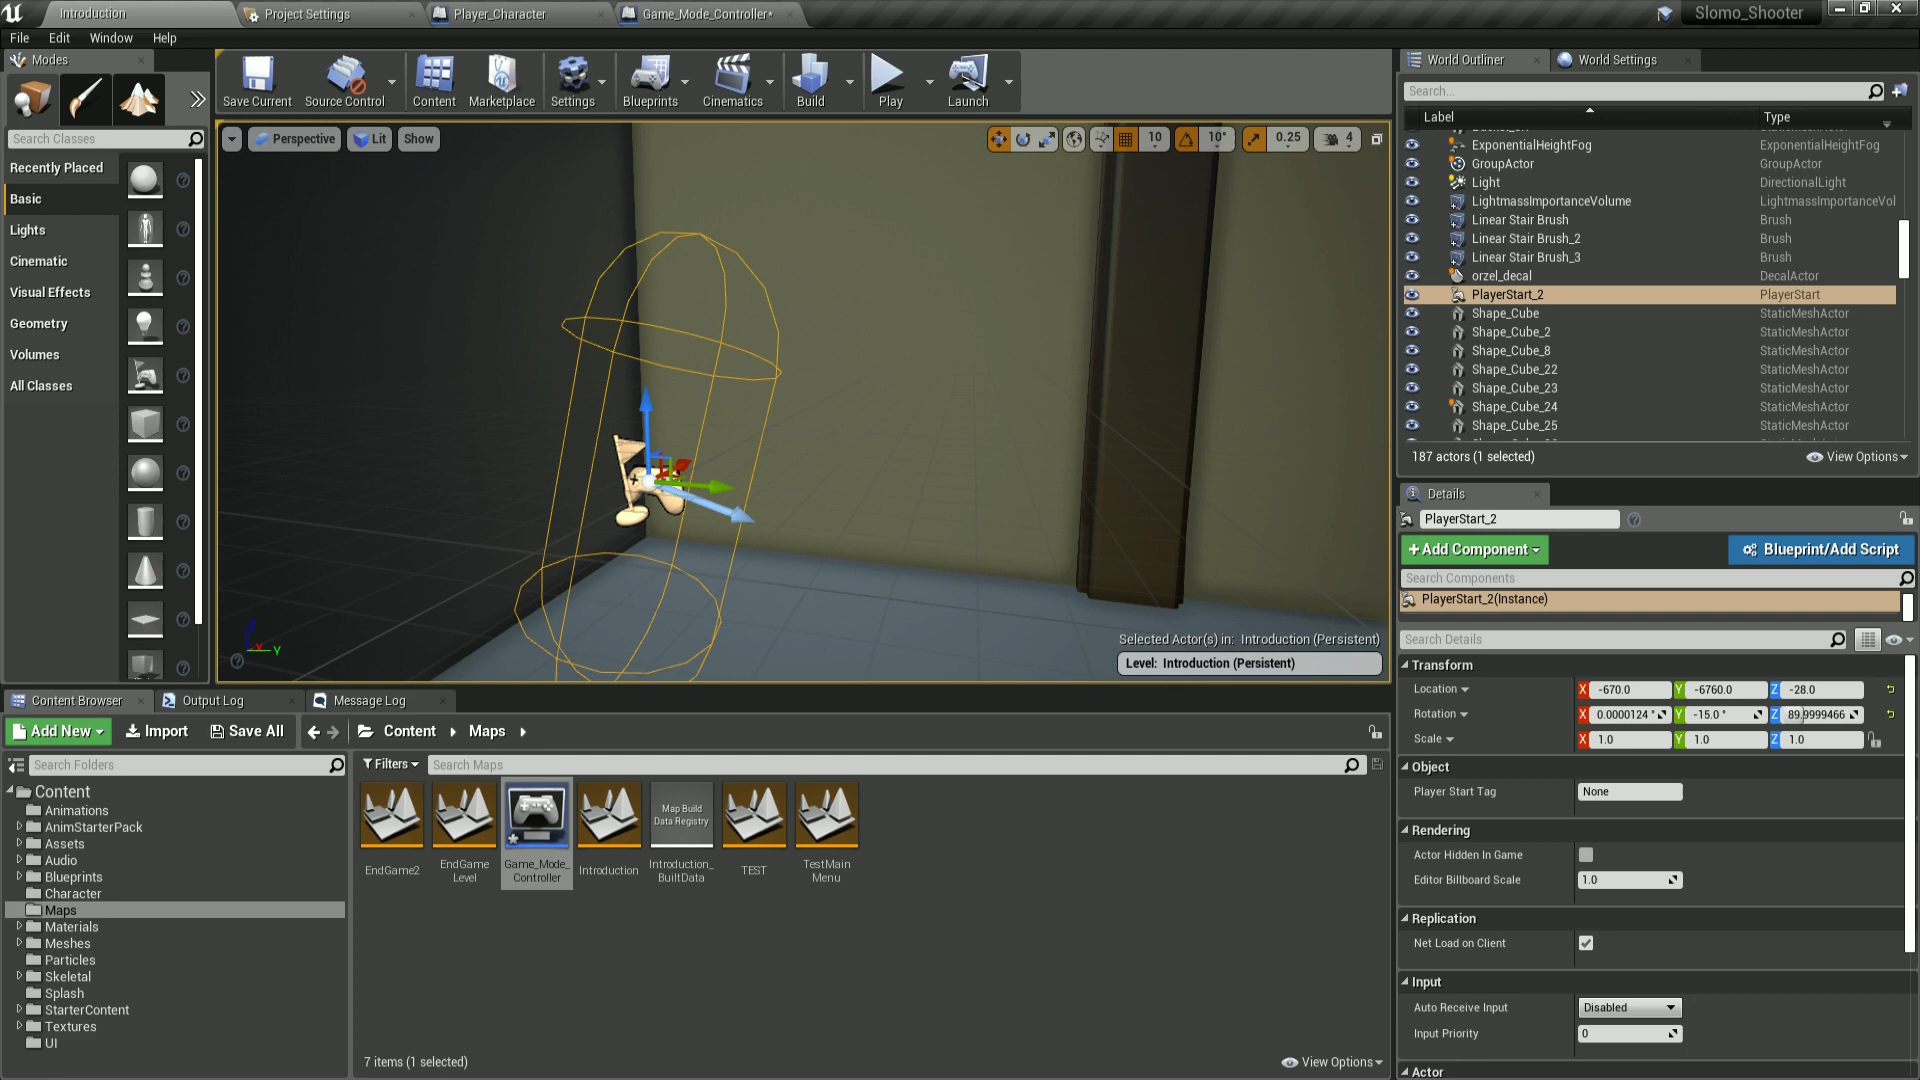 Introduction
Project Settings
Player_Character
Game_Mode_Controller*
Slomo_Shooter
File Edit Window Help
Modes
Search Classes
Recently Placed
Basic
Lights
Cinematic
Visual Effects
Geometry
Volumes
All Classes
Save Current
Source Control
Content
Marketplace
Settings
Blueprints
Cinematics
Build
Play
Launch
Perspective Lit Show
10 10° 0.25 4
Z
X
Y
Selected Actor(s) in: Introduction (Persistent)
Level: Introduction (Persistent)
World Outliner
World Settings
Search...
Label Type
ExponentialHeightFog ExponentialHeightFog
GroupActor GroupActor
Light DirectionalLight
LightmassImportanceVolume LightmassImportanceVol
Linear Stair Brush Brush
Linear Stair Brush_2 Brush
Linear Stair Brush_3 Brush
orzel_decal DecalActor
PlayerStart_2 PlayerStart
Shape_Cube StaticMeshActor
Shape_Cube_2 StaticMeshActor
Shape_Cube_8 StaticMeshActor
Shape_Cube_22 StaticMeshActor
Shape_Cube_23 StaticMeshActor
Shape_Cube_24 StaticMeshActor
Shape_Cube_25 StaticMeshActor
187 actors (1 selected) View Options
Details
PlayerStart_2
+Add Component Blueprint/Add Script
Search Components
PlayerStart_2(Instance)
Search Details
Transform
Location X -670.0 Y -6760.0 Z -28.0
Rotation X 0.0000124 ° Y -15.0 ° Z 89.9999466
Scale X 1.0 Y 1.0 Z 1.0
Object
Player Start Tag None
Rendering
Actor Hidden In Game
Editor Billboard Scale 1.0
Replication
Net Load on Client
Input
Auto Receive Input Disabled
Input Priority 0
Actor
Content Browser
Output Log
Message Log
Add New Import Save All
Content Maps
Search Folders
Content
Animations
AnimStarterPack
Assets
Audio
Blueprints
Character
Maps
Materials
Meshes
Particles
Skeletal
Splash
StarterContent
Textures
UI
Filters Search Maps
Map Build
Data Registry
EndGame2
EndGame
Level
Game_Mode_
Controller
Introduction
Introduction_
BuiltData
TEST
TestMain
Menu
7 items (1 selected) View Options